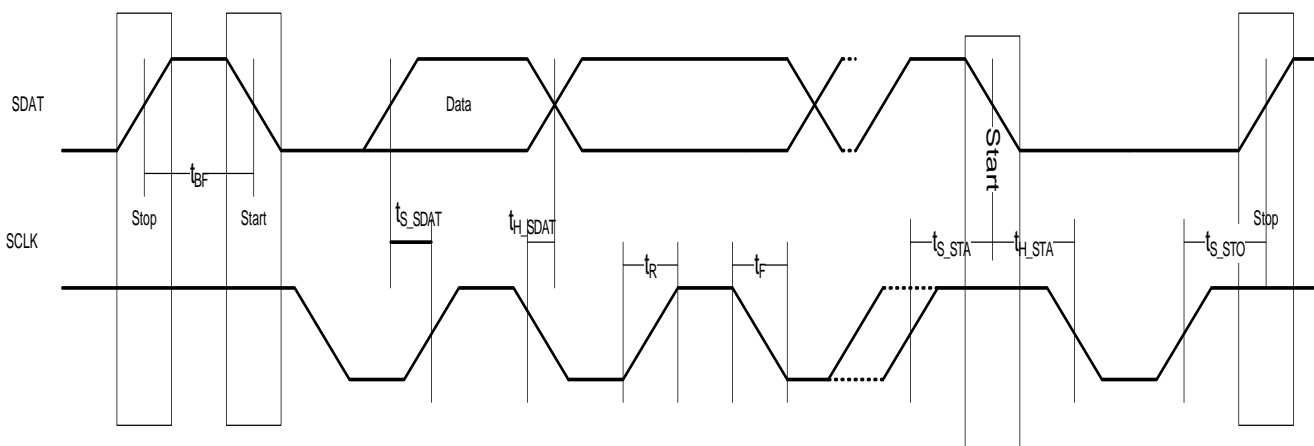 SDAT
Data
Start
t_BF
Stop
Start
t_S_SDAT
t_H_SDAT
Stop
SCLK
t_S_STA
t_H_STA
t_S_STO
t_R
t_F